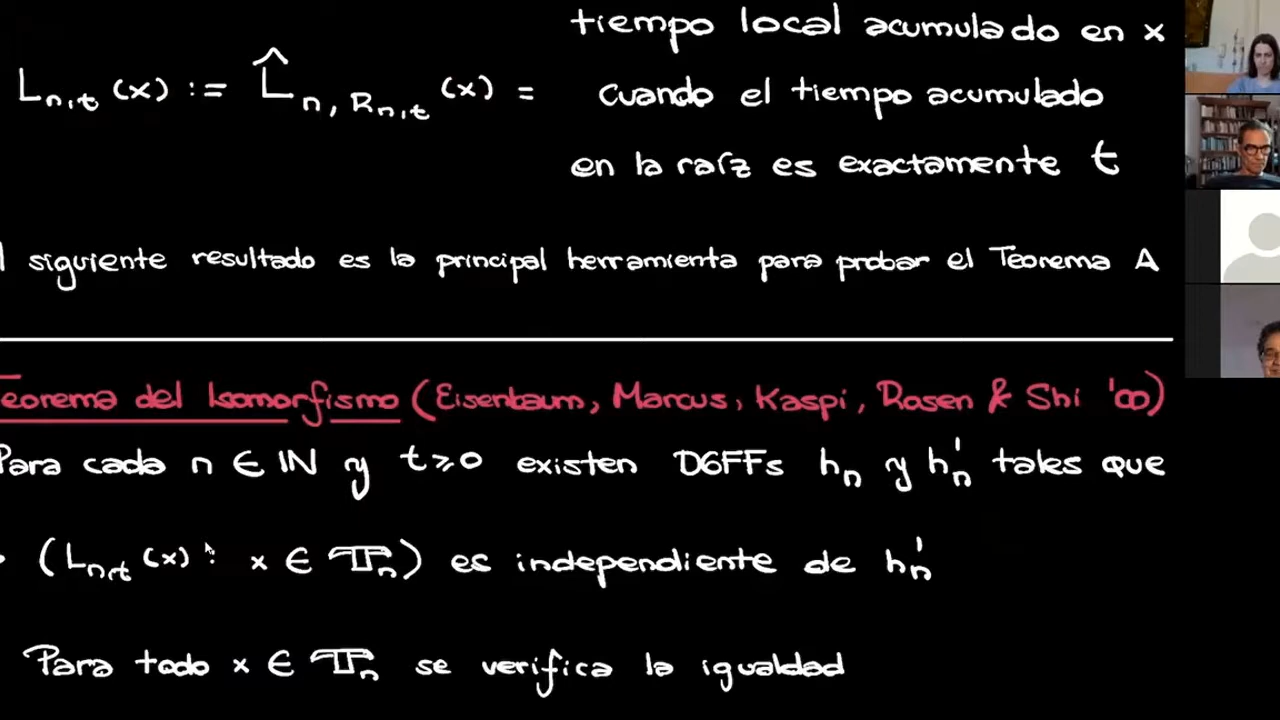 tiempo local acumulado en x
L_{n,t}(x) := \hat{L}_{n, R_{n,t}}(x) = cuando el tiempo acumulado
en la raíz es exactamente t
l siguiente resultado es la principal herramienta para probar el Teorema A
Teorema del Isomorfismo (Eisenbaum, Marcus, Kaspi, Rosen & Shi '00)
Para cada n ∈ ℕ y t≥0 existen DGFFs h_n y h'_n tales que
(L_{n,t}(x) : x ∈ 𝕋_n) es independiente de h'_n
Para todo x ∈ 𝕋_n se verifica la igualdad